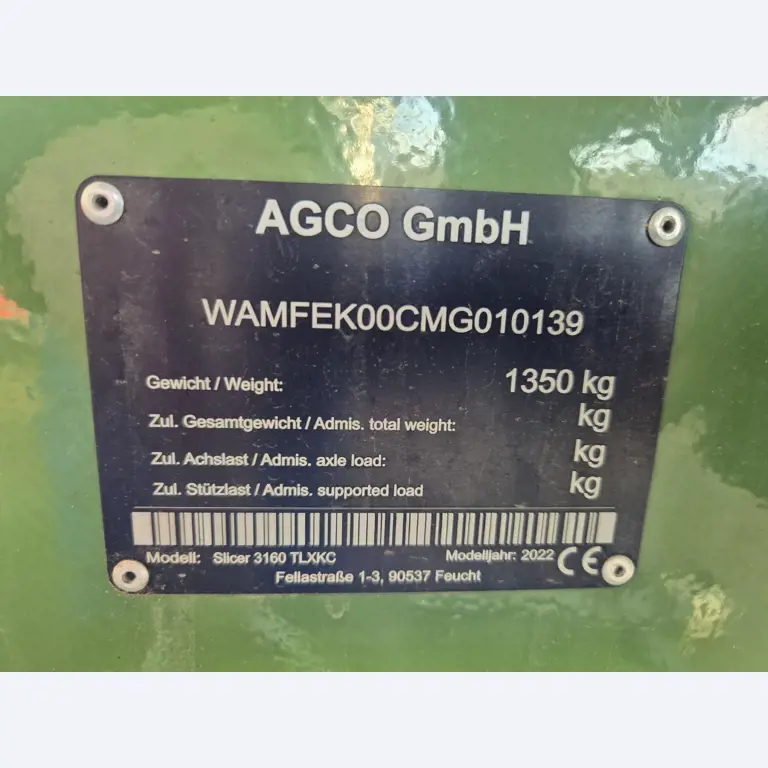 AGCO GmbH
WAMFEK00CMG010139
Gewicht / Weight: 1350 kg
Zul. Gesamtgewicht / Admis. total weight: kg
Zul. Achslast / Admis. axle load: kg
Zul. Stützlast / Admis. supported load kg
Modell: Slicer 3160 TLXKC Modelljahr: 2022 CE
Fellastraße 1-3, 90537 Feucht